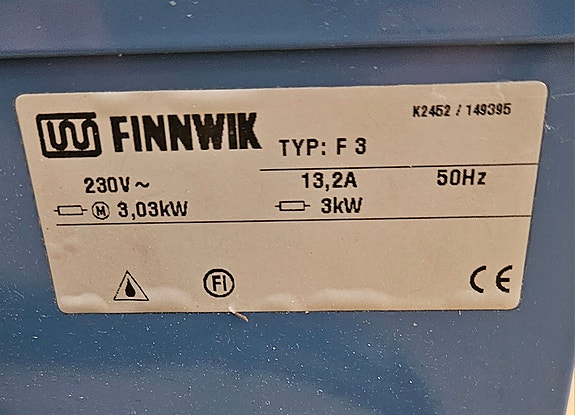 K2452 / 149395
FINNWIK TYP: F 3
230V~ 13,2A 50Hz
M 3,03kW 3kW
FI CE